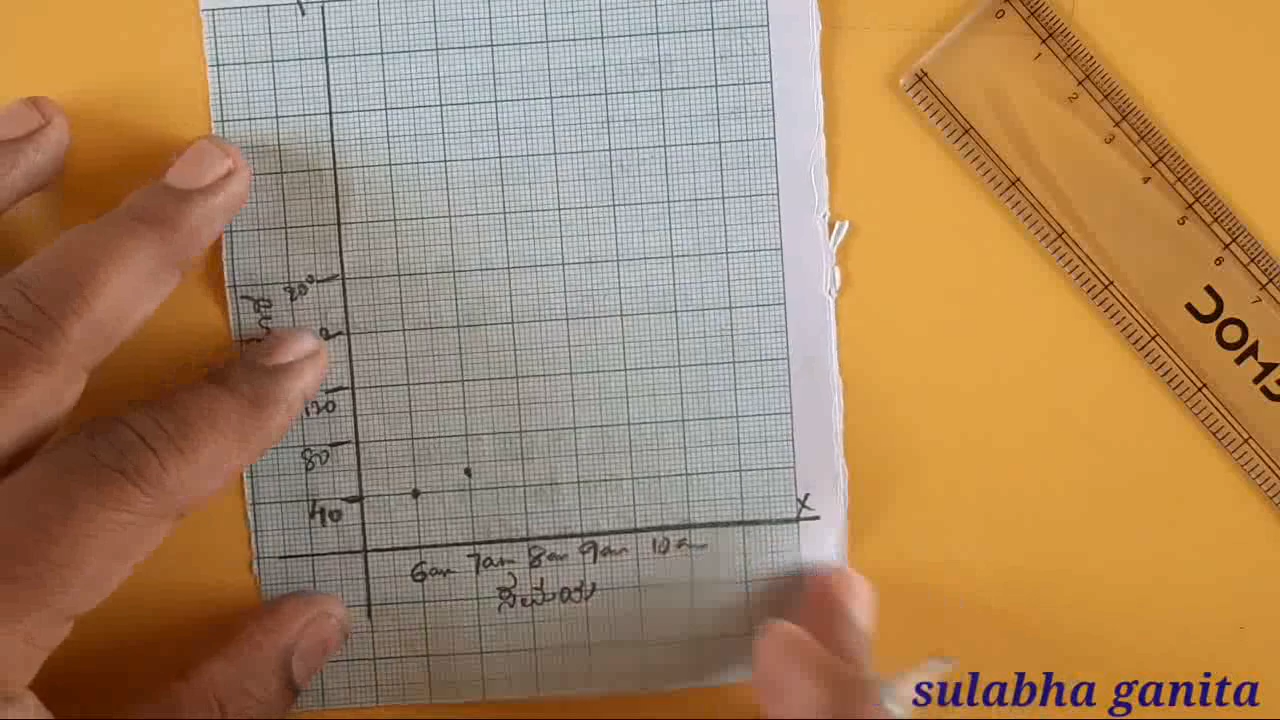 200
120
80
40
X
6am 7am 8am 9am 10am
ಸಮಯ
0 1 2 3 4 5 6 7
DOMS
sulabha ganita